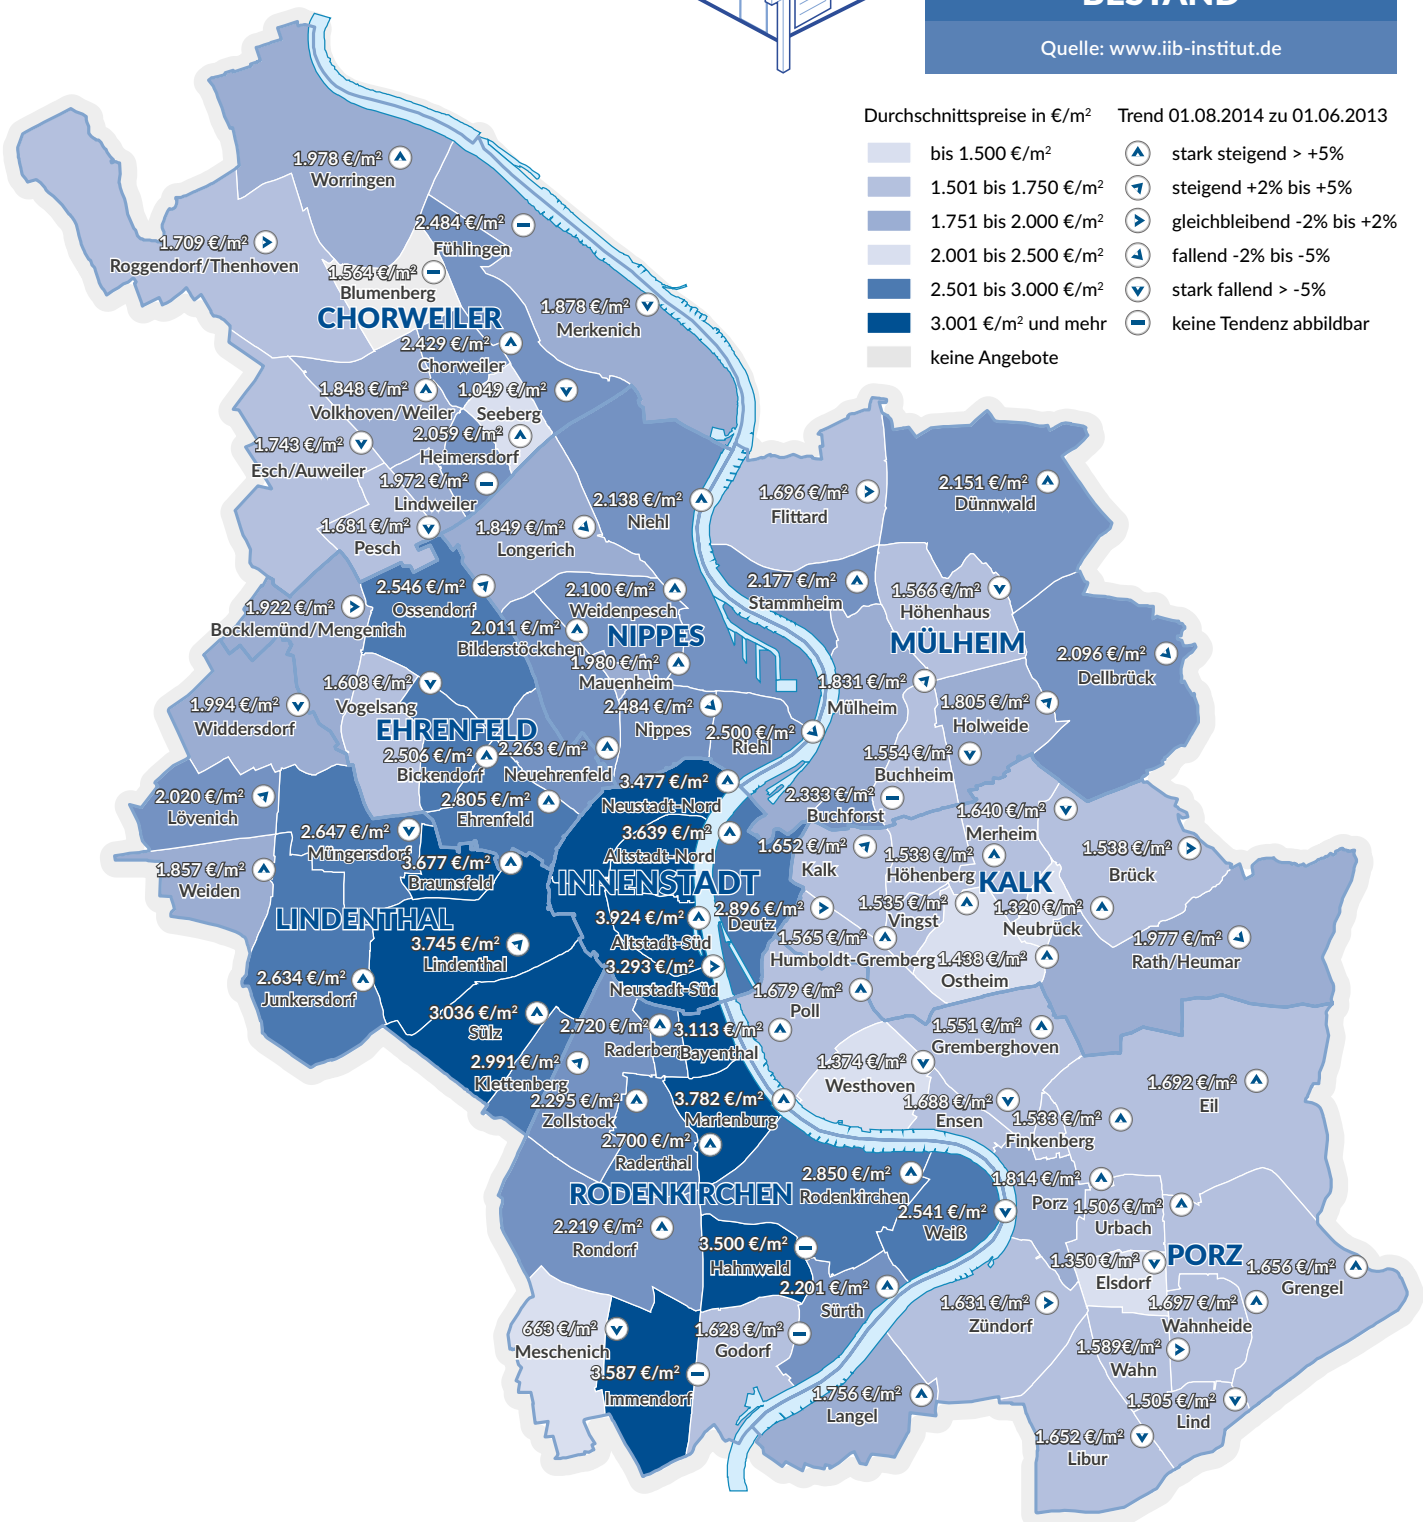 BESTAND
Quelle: www.iib-institut.de
Durchschnittspreise in €/m²
bis 1.500 €/m²
1.501 bis 1.750 €/m²
1.751 bis 2.000 €/m²
2.001 bis 2.500 €/m²
2.501 bis 3.000 €/m²
3.001 €/m² und mehr
keine Angebote
Trend 01.08.2014 zu 01.06.2013
stark steigend > +5%
steigend +2% bis +5%
gleichbleibend -2% bis +2%
fallend -2% bis -5%
stark fallend > -5%
keine Tendenz abbildbar
1.978 €/m²
Worringen
2.484 €/m²
Fühlingen
1.709 €/m²
Roggendorf/Thenhoven
1.564 €/m²
Blumenberg
CHORWEILER
1.878 €/m²
Merkenich
2.429 €/m²
Chorweiler
1.848 €/m²
Volkhoven/Weiler
1.049 €/m²
Seeberg
1.743 €/m²
Esch/Auweiler
2.059 €/m²
Heimersdorf
1.972 €/m²
Lindweiler
1.681 €/m²
Pesch
1.849 €/m²
Longerich
2.138 €/m²
Niehl
1.696 €/m²
Flittard
2.151 €/m²
Dünnwald
2.546 €/m²
Ossendorf
2.100 €/m²
Weidenpesch
2.177 €/m²
Stammheim
1.566 €/m²
Höhenhaus
1.922 €/m²
Bocklemünd/Mengenich
2.011 €/m²
Bilderstöckchen
NIPPES
MÜLHEIM
1.980 €/m²
Mauenheim
2.096 €/m²
Dellbrück
1.608 €/m²
Vogelsang
1.831 €/m²
Mülheim
1.994 €/m²
Widdersdorf
2.484 €/m²
Nippes
1.805 €/m²
Holweide
EHRENFELD
2.500 €/m²
Riehl
2.506 €/m²
Bickendorf
2.263 €/m²
Neuehrenfeld
1.554 €/m²
Buchheim
3.477 €/m²
Neustadt-Nord
2.020 €/m²
Lövenich
2.805 €/m²
Ehrenfeld
2.333 €/m²
Buchforst
1.640 €/m²
Merheim
2.647 €/m²
Müngersdorf
3.639 €/m²
Altstadt-Nord
1.652 €/m²
Kalk
1.533 €/m²
Höhenberg
1.538 €/m²
Brück
1.857 €/m²
Weiden
3.677 €/m²
Braunsfeld
INNENSTADT
KALK
LINDENTHAL
3.924 €/m²
Altstadt-Süd
2.896 €/m²
Deutz
1.535 €/m²
Vingst
1.320 €/m²
Neubrück
3.745 €/m²
Lindenthal
1.565 €/m²
Humboldt-Gremberg
1.977 €/m²
Rath/Heumar
3.293 €/m²
Neustadt-Süd
1.438 €/m²
Ostheim
2.634 €/m²
Junkersdorf
1.679 €/m²
Poll
3.036 €/m²
Sülz
2.720 €/m²
Raderberg
3.113 €/m²
Bayenthal
1.551 €/m²
Gremberghoven
2.991 €/m²
Klettenberg
1.374 €/m²
Westhoven
1.692 €/m²
Eil
2.295 €/m²
Zollstock
3.782 €/m²
Marienburg
1.688 €/m²
Ensen
1.533 €/m²
Finkenberg
2.700 €/m²
Raderthal
2.850 €/m²
Rodenkirchen
1.814 €/m²
Porz
RODENKIRCHEN
1.506 €/m²
Urbach
2.219 €/m²
Rondorf
2.541 €/m²
Weiß
3.500 €/m²
Hahnwald
PORZ
1.350 €/m²
Elsdorf
1.656 €/m²
Grengel
2.201 €/m²
Sürth
1.631 €/m²
Zündorf
1.697 €/m²
Wahnheide
663 €/m²
Meschenich
1.628 €/m²
Godorf
1.589€/m²
Wahn
3.587 €/m²
Immendorf
1.756 €/m²
Langel
1.505 €/m²
Lind
1.652 €/m²
Libur